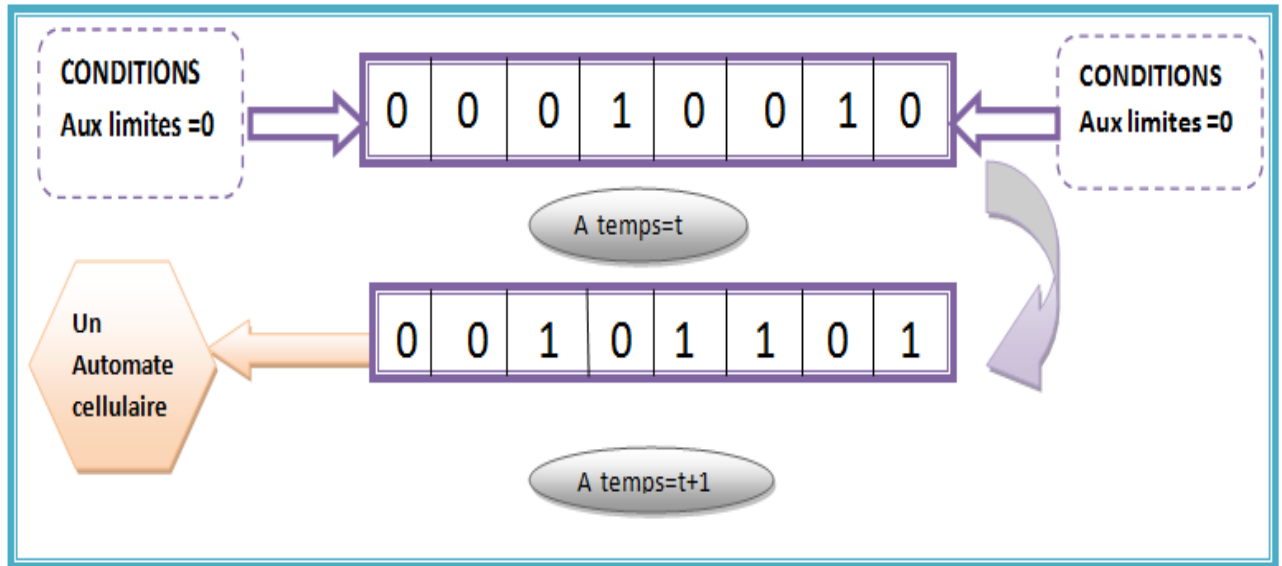 CONDITIONS
Aux limites =0
0 0 0 1 0 0 1 0
CONDITIONS
Aux limites =0
A temps=t
Un
Automate
cellulaire
0 0 1 0 1 1 0 1
A temps=t+1